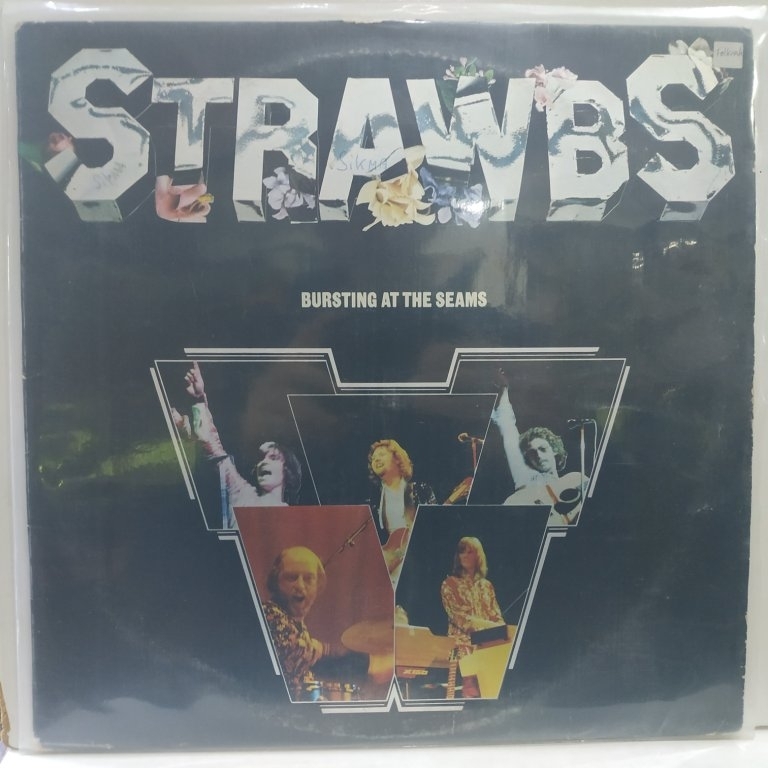 STRAWBS
BURSTING AT THE SEAMS